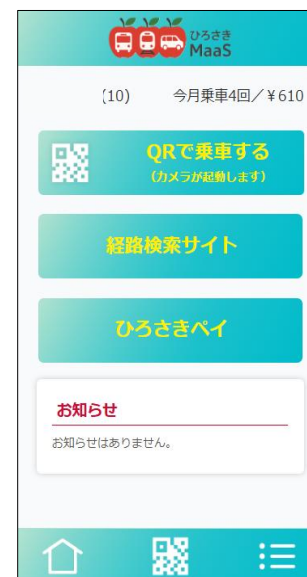 ひろさき
MaaS
(10) 今月乗車4回／￥610
QRで乗車する
(カメラが起動します)
経路検索サイト
ひろさきペイ
お知らせ
お知らせはありません。